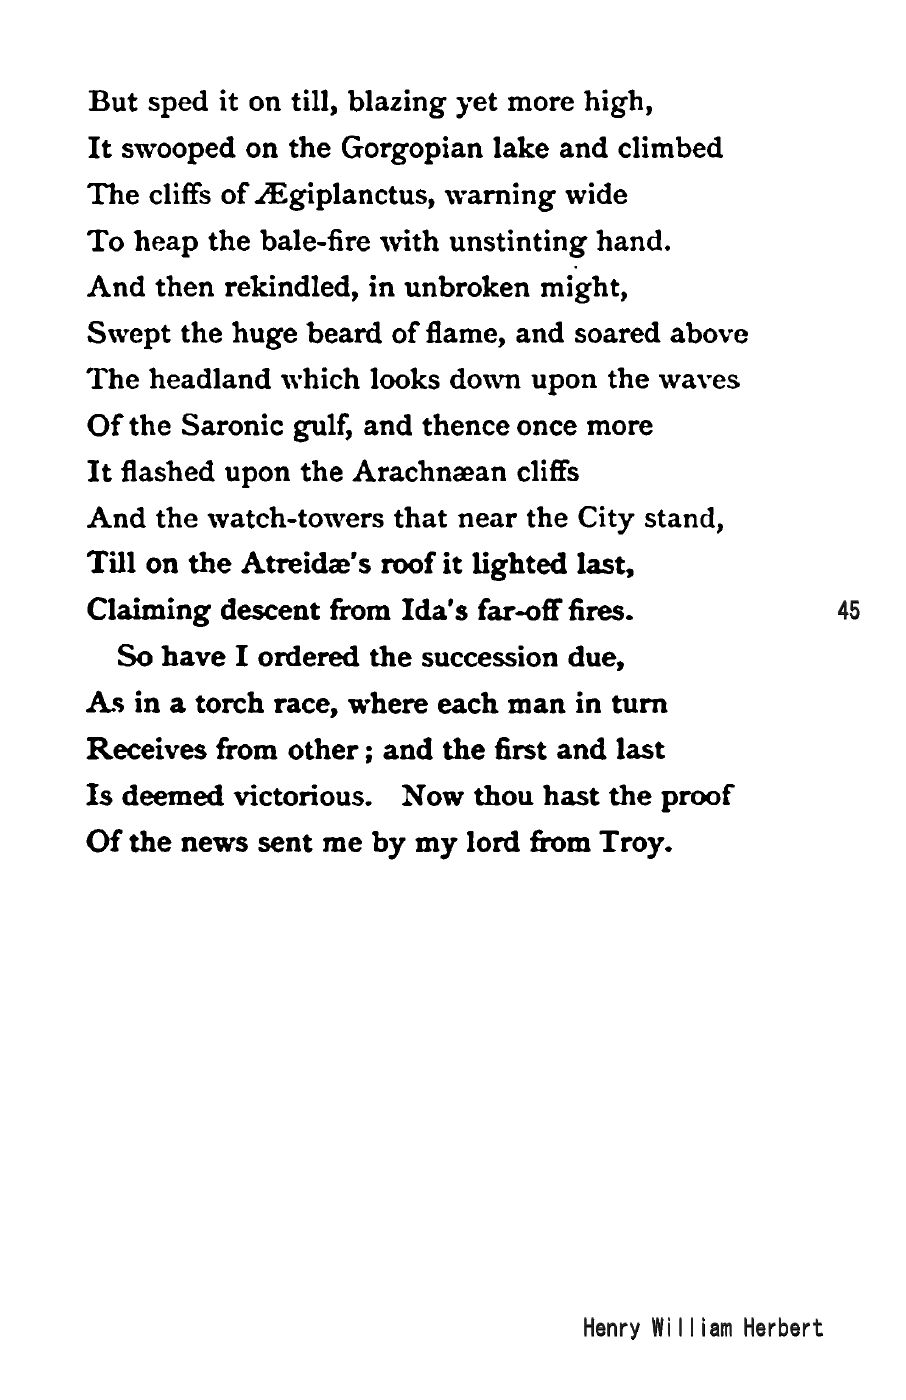 But sped it on till, blazing yet more high,
It swooped on the Gorgopian lake and climbed
The cliffs of Ægiplanctus, warning wide
To heap the bale-fire with unstinting hand.
And then rekindled, in unbroken might,
Swept the huge beard of flame, and soared above
The headland which looks down upon the waves
Of the Saronic gulf, and thence once more
It flashed upon the Arachnæan cliffs
And the watch-towers that near the City stand,
Till on the Atreidæ's roof it lighted last,
Claiming descent from Ida's far-off fires. 45
So have I ordered the succession due,
As in a torch race, where each man in turn
Receives from other; and the first and last
Is deemed victorious. Now thou hast the proof
Of the news sent me by my lord from Troy.
Henry William Herbert